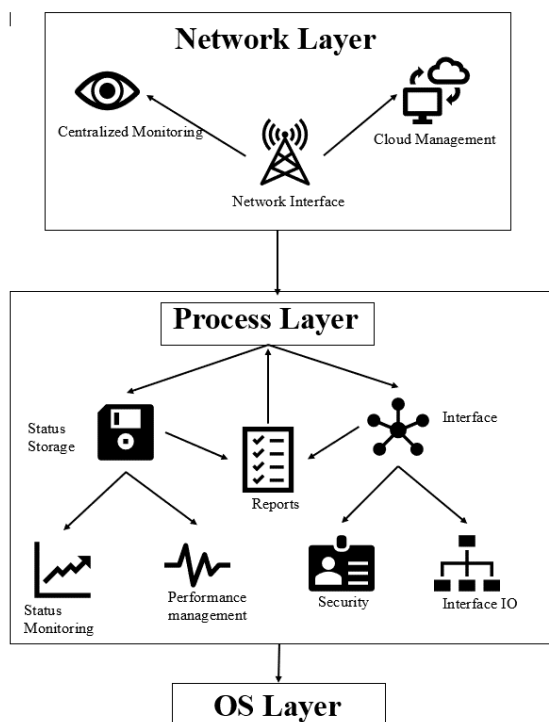 Network Layer
Centralized Monitoring
Cloud Management
Network Interface
Process Layer
Status
Storage
Interface
Reports
Status
Monitoring
Performance
management
Security
Interface IO
OS Layer